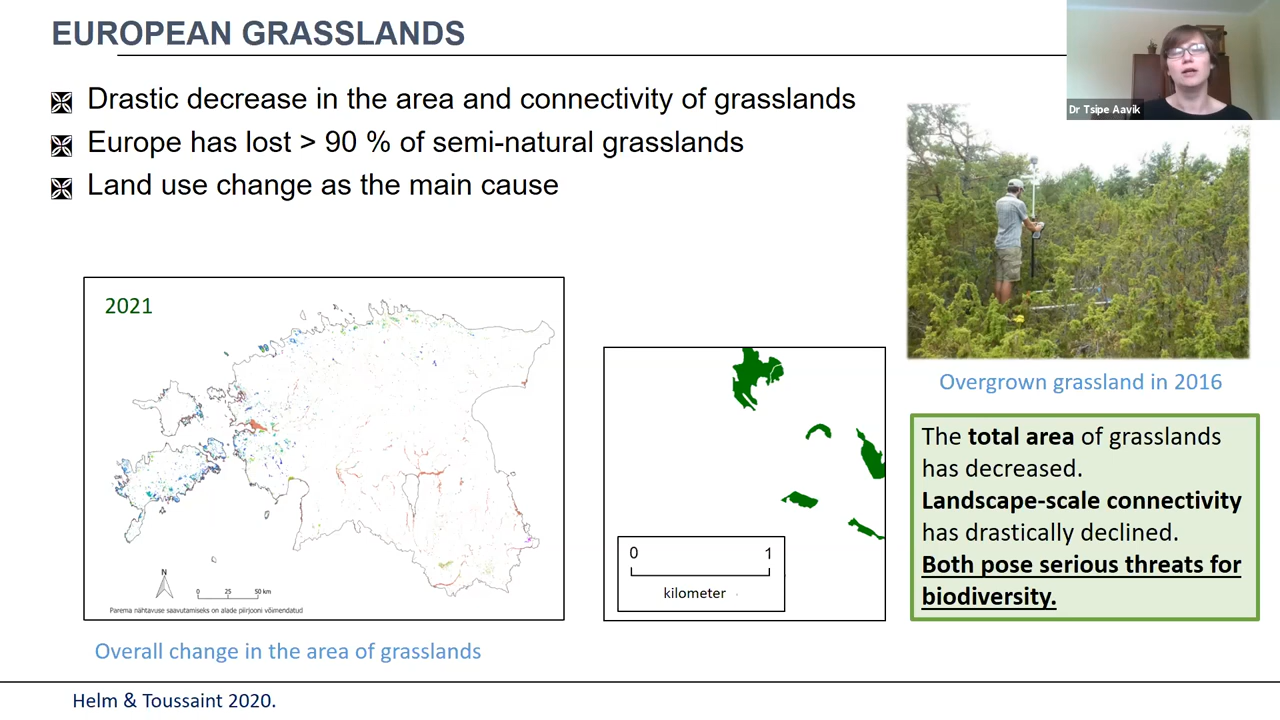 EUROPEAN GRASSLANDS
Dr Tsipe Aavik
Drastic decrease in the area and connectivity of grasslands
Europe has lost > 90 % of semi-natural grasslands
Land use change as the main cause
2021
N
0 25 50 km
Parema nähtavuse saavutamiseks on alade piirjooni võimendatud
Overall change in the area of grasslands
0 1
kilometer
Overgrown grassland in 2016
The total area of grasslands
has decreased.
Landscape-scale connectivity
has drastically declined.
Both pose serious threats for
biodiversity.
Helm & Toussaint 2020.